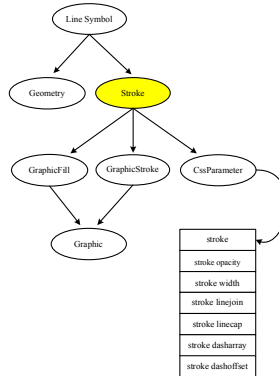 Line Symbol
Geometry
Stroke
GraphicFill
GraphicStroke
CssParameter
Graphic
stroke
stroke opacity
stroke width
stroke linejoin
stroke linecap
stroke dasharray
stroke dashoffset